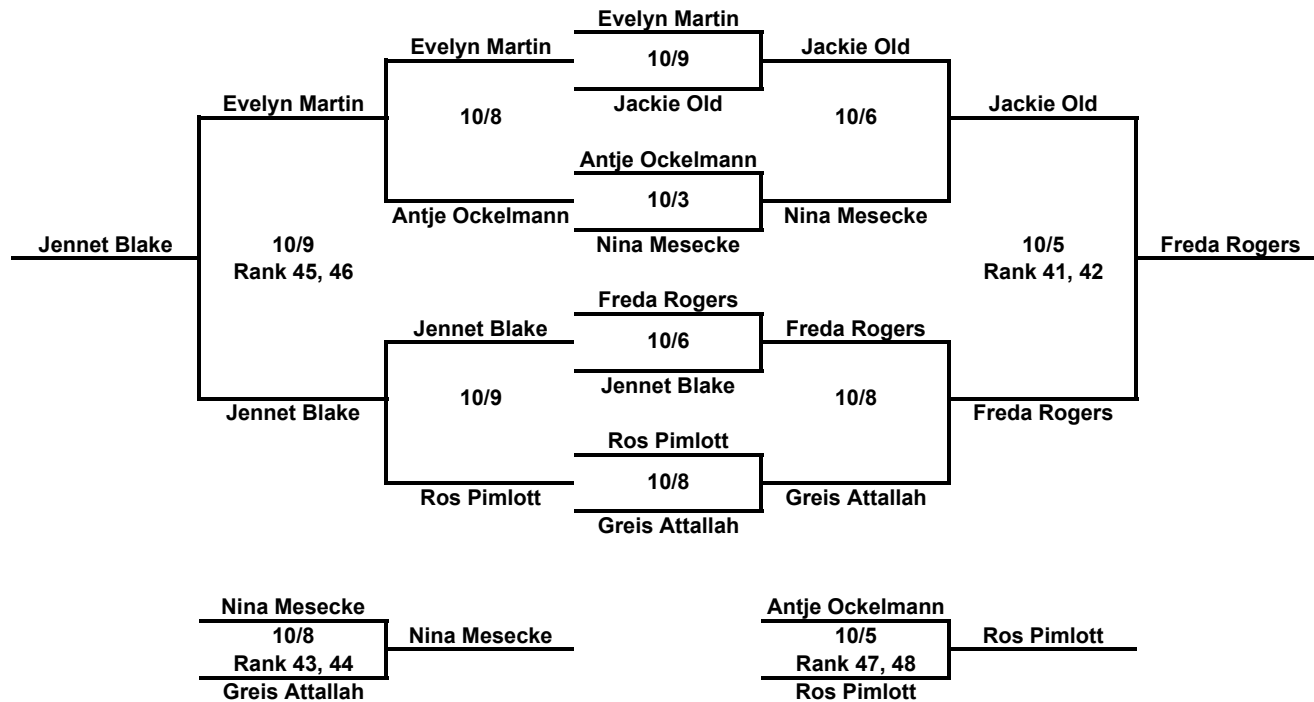 Evelyn Martin
Evelyn Martin
Jackie Old
10/9
Evelyn Martin
Jackie Old
Jackie Old
10/8
10/6
Antje Ockelmann
10/3
Antje Ockelmann
Nina Mesecke
Nina Mesecke
Jennet Blake
10/9
Rank 45, 46
10/5
Rank 41, 42
Freda Rogers
Freda Rogers
Jennet Blake
10/6
Freda Rogers
Jennet Blake
10/9
10/8
Jennet Blake
Freda Rogers
Ros Pimlott
10/8
Ros Pimlott
Greis Attallah
Greis Attallah
Nina Mesecke
10/8
Rank 43, 44
Nina Mesecke
Greis Attallah
Antje Ockelmann
10/5
Rank 47, 48
Ros Pimlott
Ros Pimlott